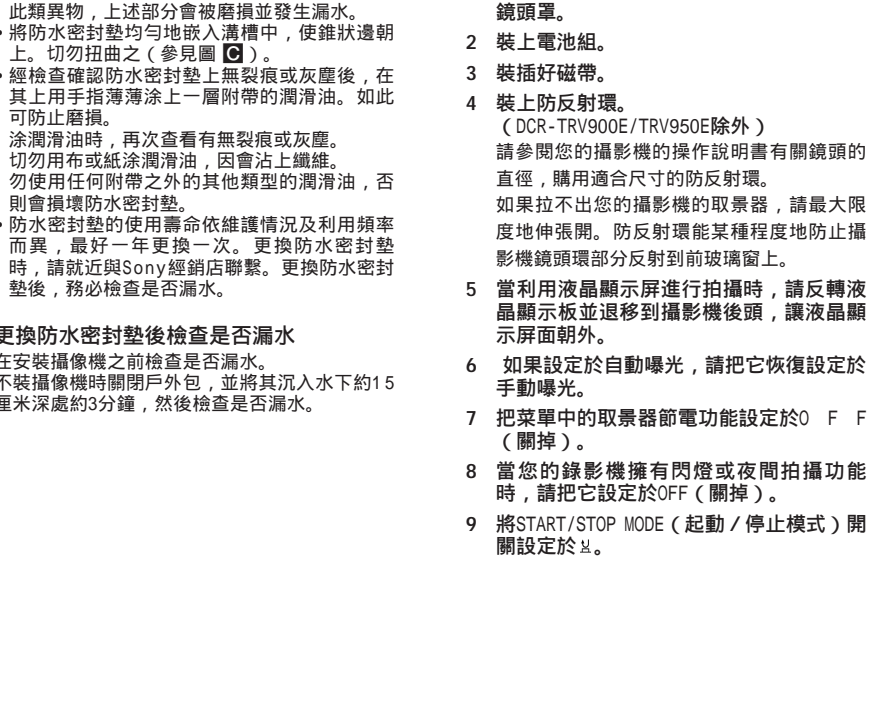 此類異物，上述部分會被磨損並發生漏水。
• 將防水密封墊均勻地嵌入溝槽中，使錐狀邊朝
上。切勿扭曲之（參見圖 C ）。
• 經檢查確認防水密封墊上無裂痕或灰塵後，在
其上用手指薄薄涂上一層附帶的潤滑油。如此
可防止磨損。
涂潤滑油時，再次查看有無裂痕或灰塵。
切勿用布或紙涂潤滑油，因會沾上纖維。
勿使用任何附帶之外的其他類型的潤滑油，否
則會損壞防水密封墊。
• 防水密封墊的使用壽命依維護情況及利用頻率
而異，最好一年更換一次。更換防水密封墊
時，請就近與Sony經銷店聯繫。更換防水密封
墊後，務必檢查是否漏水。
更換防水密封墊後檢查是否漏水
在安裝攝像機之前檢查是否漏水。
不裝攝像機時關閉戶外包，並將其沉入水下約15
厘米深處約3分鐘，然後檢查是否漏水。
鏡頭罩。
2 裝上電池組。
3 裝插好磁帶。
4 裝上防反射環。
（DCR-TRV900E/TRV950E除外）
請參閱您的攝影機的操作說明書有關鏡頭的
直徑，購用適合尺寸的防反射環。
如果拉不出您的攝影機的取景器，請最大限
度地伸張開。防反射環能某種程度地防止攝
影機鏡頭環部分反射到前玻璃窗上。
5 當利用液晶顯示屏進行拍攝時，請反轉液
晶顯示板並退移到攝影機後頭，讓液晶顯
示屏面朝外。
6 如果設定於自動曝光，請把它恢復設定於
手動曝光。
7 把菜單中的取景器節電功能設定於O F F
（關掉）。
8 當您的錄影機擁有閃燈或夜間拍攝功能
時，請把它設定於OFF（關掉）。
9 將START/STOP MODE（起動／停止模式）開
關設定於 。